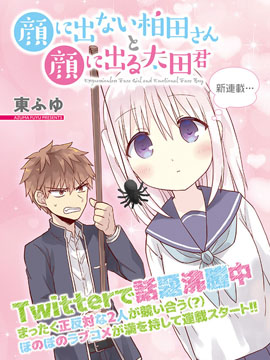 顔に出ない柏田さん
と
顔に出る太田君
Expressionless Face Girl and Emotional Face Boy
新連載…
東ふゆ
AZUMA FUYU PRESENTS
Twitterで話題沸騰中
まったく正反対な2人が競い合う(?)
ほのぼのラブコメが満を持して連載スタート!!